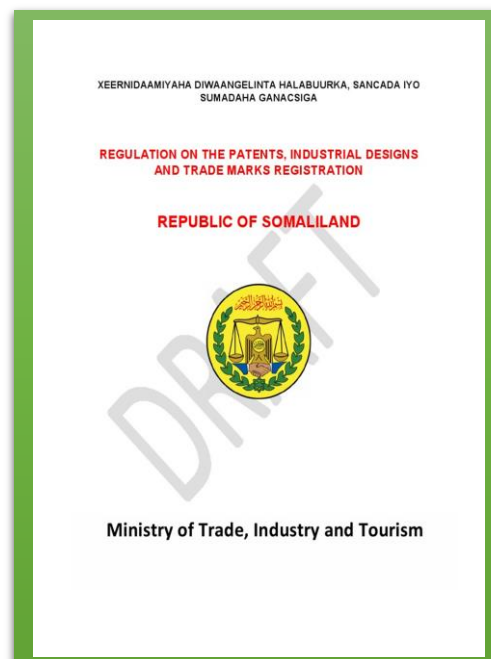 XEERNIDAAMIYAHA DIWAANGELINTA HALABUURKA, SANCADA IYO
SUMADAHA GANACSIGA
REGULATION ON THE PATENTS, INDUSTRIAL DESIGNS
AND TRADE MARKS REGISTRATION
REPUBLIC OF SOMALILAND
DRAFT
Ministry of Trade, Industry and Tourism